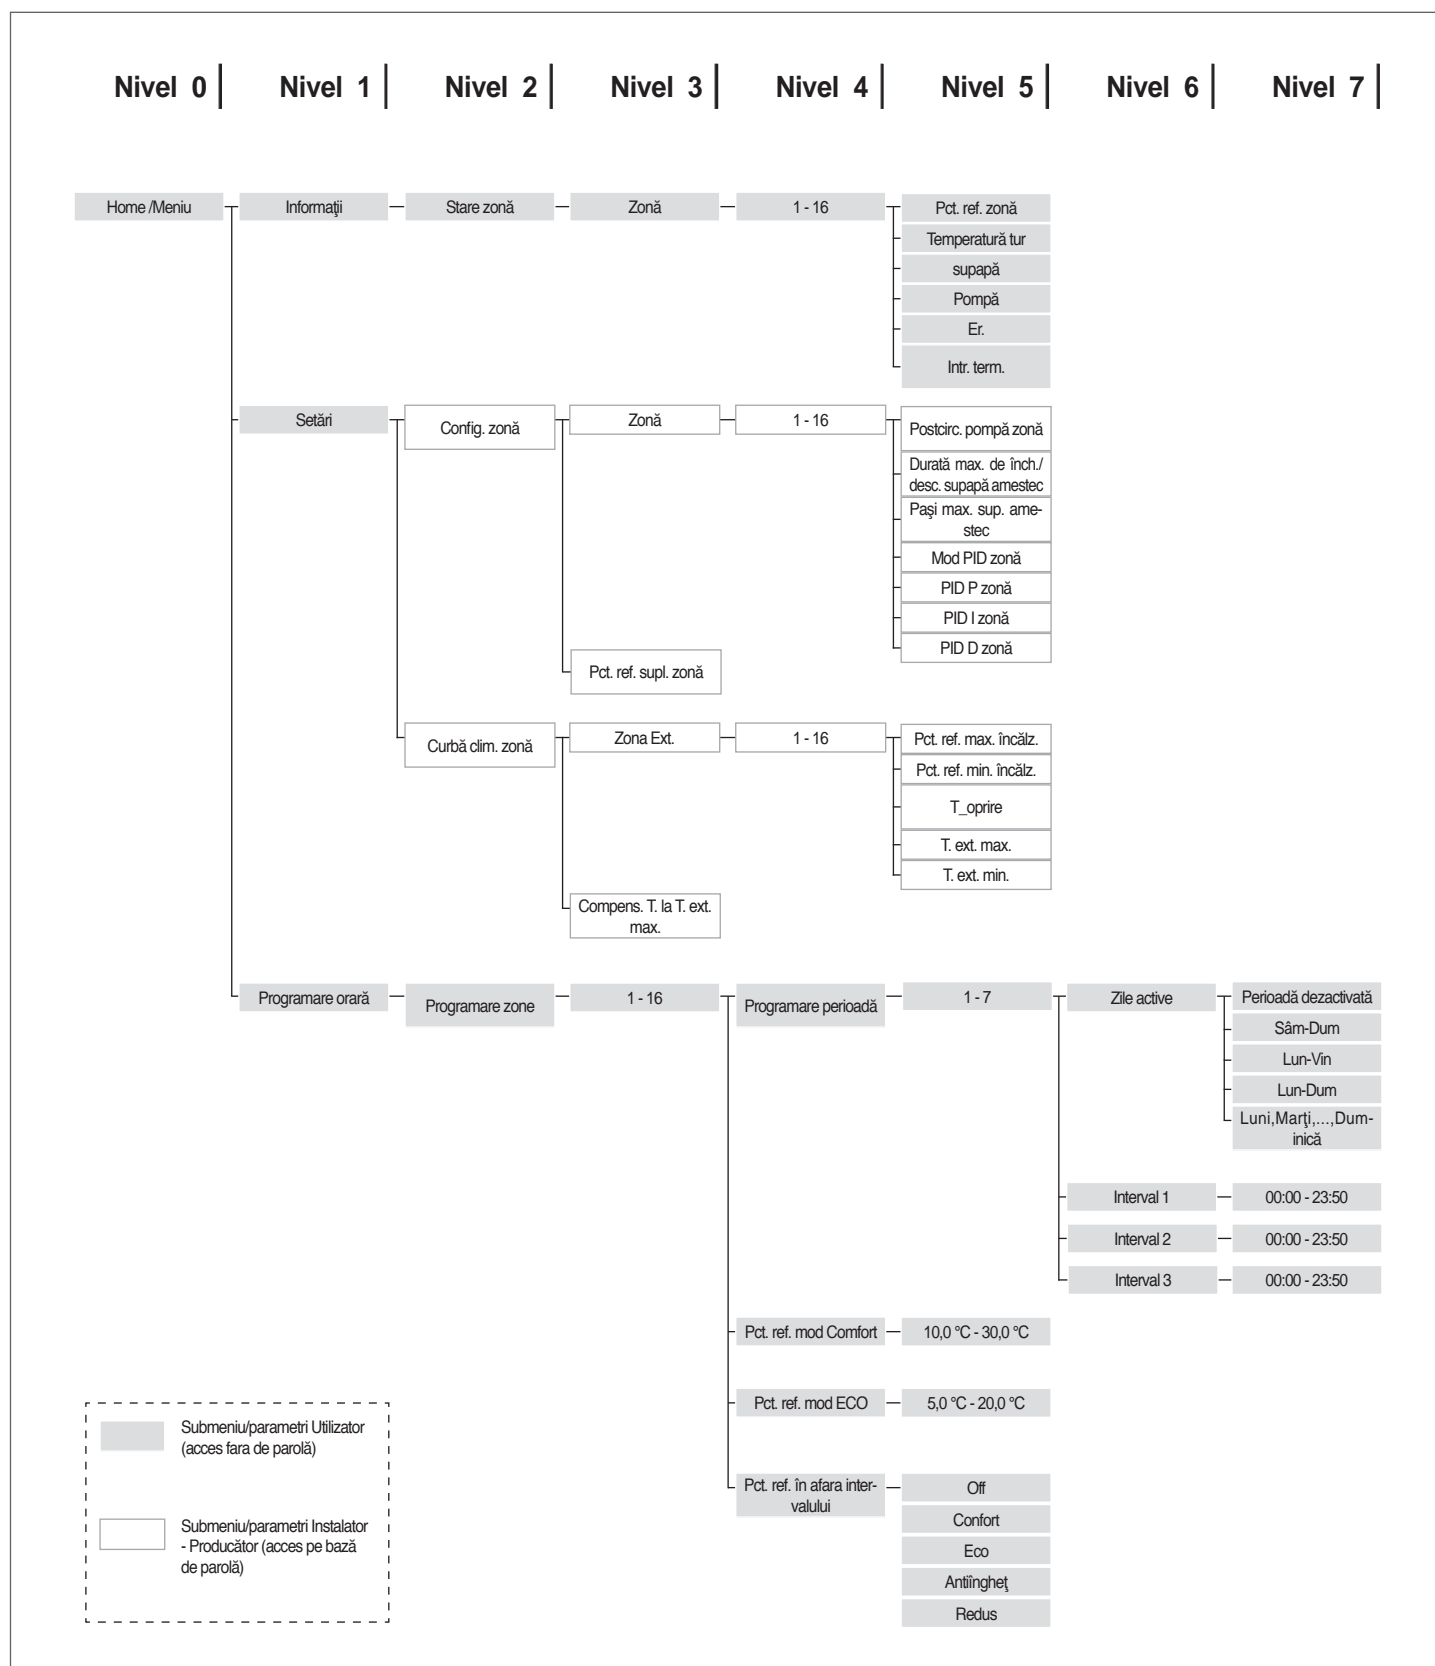 Nivel 0 Nivel 1 Nivel 2 Nivel 3 Nivel 4 Nivel 5 Nivel 6 Nivel 7
Home /Meniu Informaţii Stare zonă Zonă 1 - 16 Pct. ref. zonă
Temperatură tur
supapă
Pompă
Er.
Intr. term.
Setări Config. zonă Zonă 1 - 16 Postcirc. pompă zonă
Durată max. de înch./
desc. supapă amestec
Paşi max. sup. ame-
stec
Mod PID zonă
PID P zonă
PID I zonă
PID D zonă
Pct. ref. supl. zonă
Curbă clim. zonă Zona Ext. 1 - 16 Pct. ref. max. încălz.
Pct. ref. min. încălz.
T_oprire
T. ext. max.
T. ext. min.
Compens. T. la T. ext.
max.
Programare orară Programare zone 1 - 16 Programare perioadă 1 - 7 Zile active Perioadă dezactivată
Sâm-Dum
Lun-Vin
Lun-Dum
Luni,Marţi,...,Dum-
inică
Interval 1 00:00 - 23:50
Interval 2 00:00 - 23:50
Interval 3 00:00 - 23:50
Pct. ref. mod Comfort 10,0 °C - 30,0 °C
Pct. ref. mod ECO 5,0 °C - 20,0 °C
Pct. ref. în afara inter-
valului
Off
Confort
Eco
Antiîngheţ
Redus
Submeniu/parametri Utilizator
(acces fara de parolă)
Submeniu/parametri Instalator
- Producător (acces pe bază
de parolă)